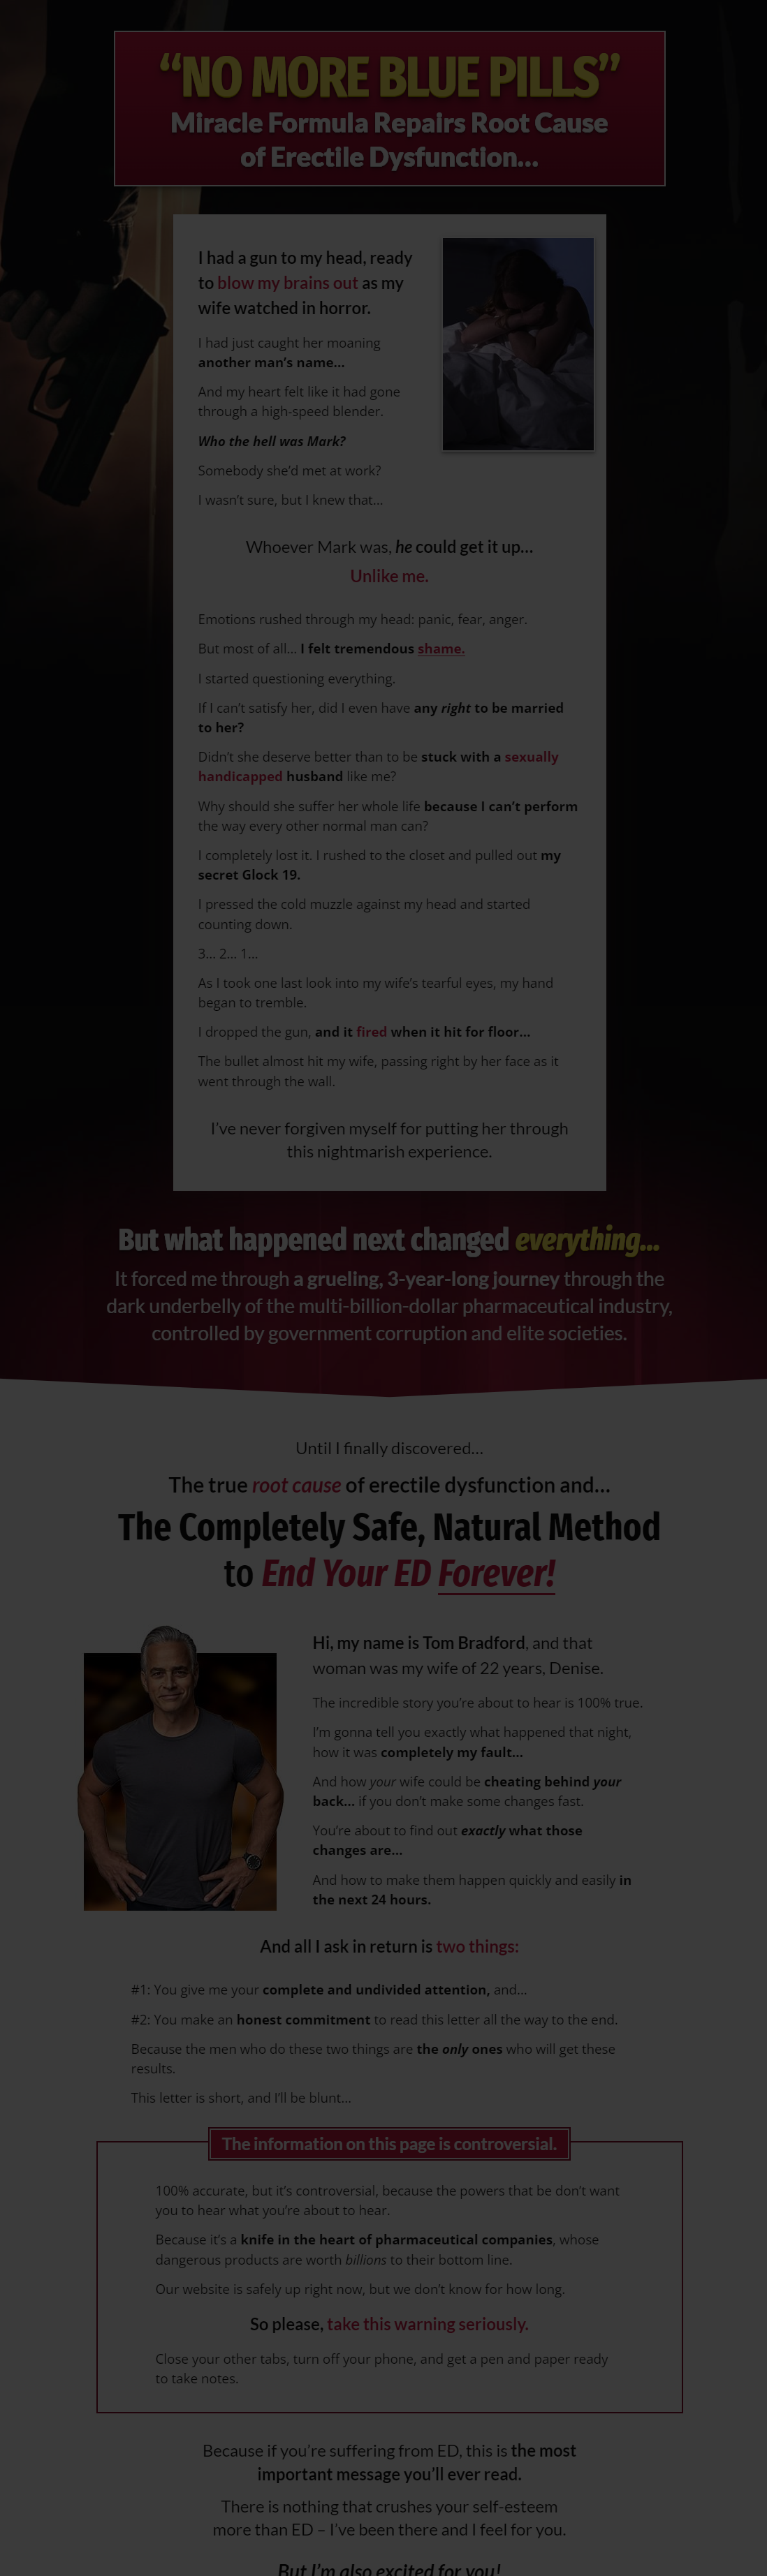 “NO MORE BLUE PILLS”
Miracle Formula Repairs Root Cause
of Erectile Dysfunction...
I had a gun to my head, ready
to blow my brains out as my
wife watched in horror.
I had just caught her moaning
another man’s name...
And my heart felt like it had gone
through a high-speed blender.
Who the hell was Mark?
Somebody she’d met at work?
I wasn’t sure, but I knew that...
Whoever Mark was, he could get it up...
Unlike me.
Emotions rushed through my head: panic, fear, anger.
But most of all... I felt tremendous shame.
I started questioning everything.
If I can’t satisfy her, did I even have any right to be married
to her?
Didn’t she deserve better than to be stuck with a sexually
handicapped husband like me?
Why should she suffer her whole life because I can’t perform
the way every other normal man can?
I completely lost it. I rushed to the closet and pulled out my
secret Glock 19.
I pressed the cold muzzle against my head and started
counting down.
3... 2... 1...
As I took one last look into my wife’s tearful eyes, my hand
began to tremble.
I dropped the gun, and it fired when it hit for floor...
The bullet almost hit my wife, passing right by her face as it
went through the wall.
I’ve never forgiven myself for putting her through
this nightmarish experience.
But what happened next changed everything...
It forced me through a grueling, 3-year-long journey through the
dark underbelly of the multi-billion-dollar pharmaceutical industry,
controlled by government corruption and elite societies.
Until I finally discovered...
The true root cause of erectile dysfunction and...
The Completely Safe, Natural Method
to End Your ED Forever!
Hi, my name is Tom Bradford, and that
woman was my wife of 22 years, Denise.
The incredible story you’re about to hear is 100% true.
I’m gonna tell you exactly what happened that night,
how it was completely my fault...
And how your wife could be cheating behind your
back... if you don’t make some changes fast.
You’re about to find out exactly what those
changes are...
And how to make them happen quickly and easily in
the next 24 hours.
And all I ask in return is two things:
#1: You give me your complete and undivided attention, and...
#2: You make an honest commitment to read this letter all the way to the end.
Because the men who do these two things are the only ones who will get these
results.
This letter is short, and I’ll be blunt...
The information on this page is controversial.
100% accurate, but it’s controversial, because the powers that be don’t want
you to hear what you’re about to hear.
Because it’s a knife in the heart of pharmaceutical companies, whose
dangerous products are worth billions to their bottom line.
Our website is safely up right now, but we don’t know for how long.
So please, take this warning seriously.
Close your other tabs, turn off your phone, and get a pen and paper ready
to take notes.
Because if you’re suffering from ED, this is the most
important message you’ll ever read.
There is nothing that crushes your self-esteem
more than ED – I’ve been there and I feel for you.
But I’m also excited for you!